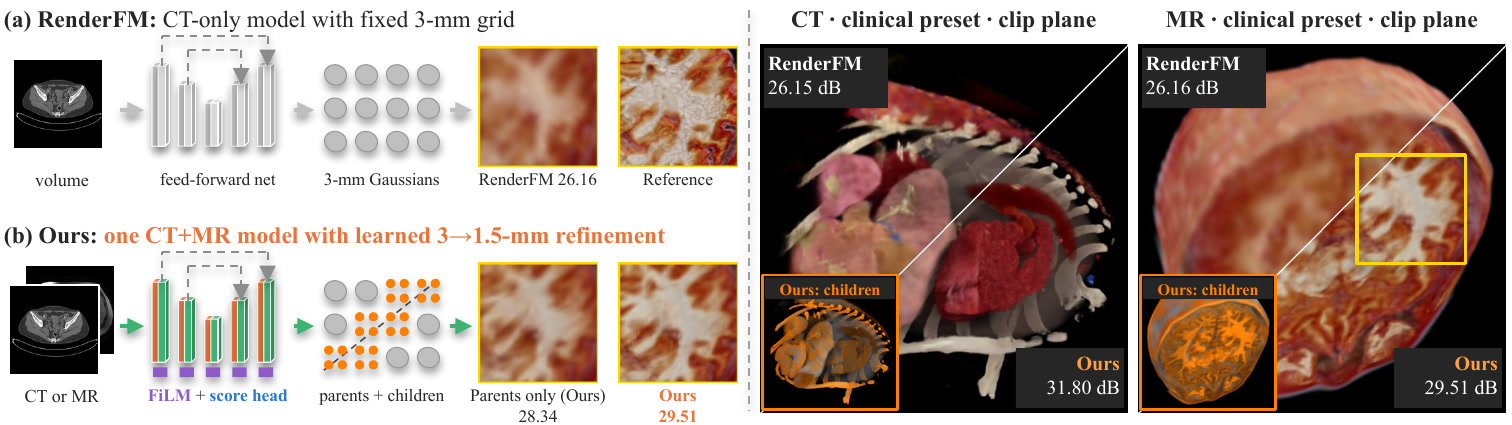 (a) RenderFM: CT-only model with fixed 3-mm grid
volume
feed-forward net
3-mm Gaussians
RenderFM 26.16
Reference
(b) Ours: one CT+MR model with learned 3→1.5-mm refinement
CT or MR
FiLM + score head
parents + children
Parents only (Ours)
28.34
Ours
29.51
CT · clinical preset · clip plane
RenderFM
26.15 dB
Ours: children
Ours
31.80 dB
MR · clinical preset · clip plane
RenderFM
26.16 dB
Ours: children
Ours
29.51 dB